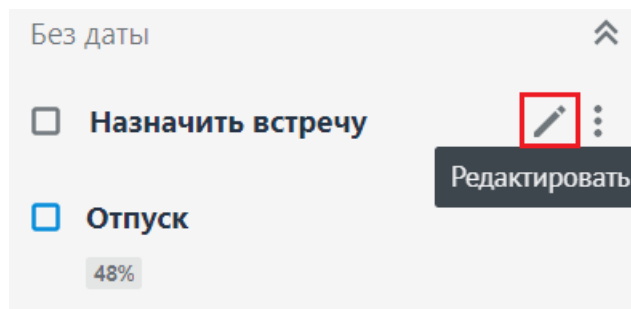 Без даты
Назначить встречу
Редактировать
Отпуск
48%